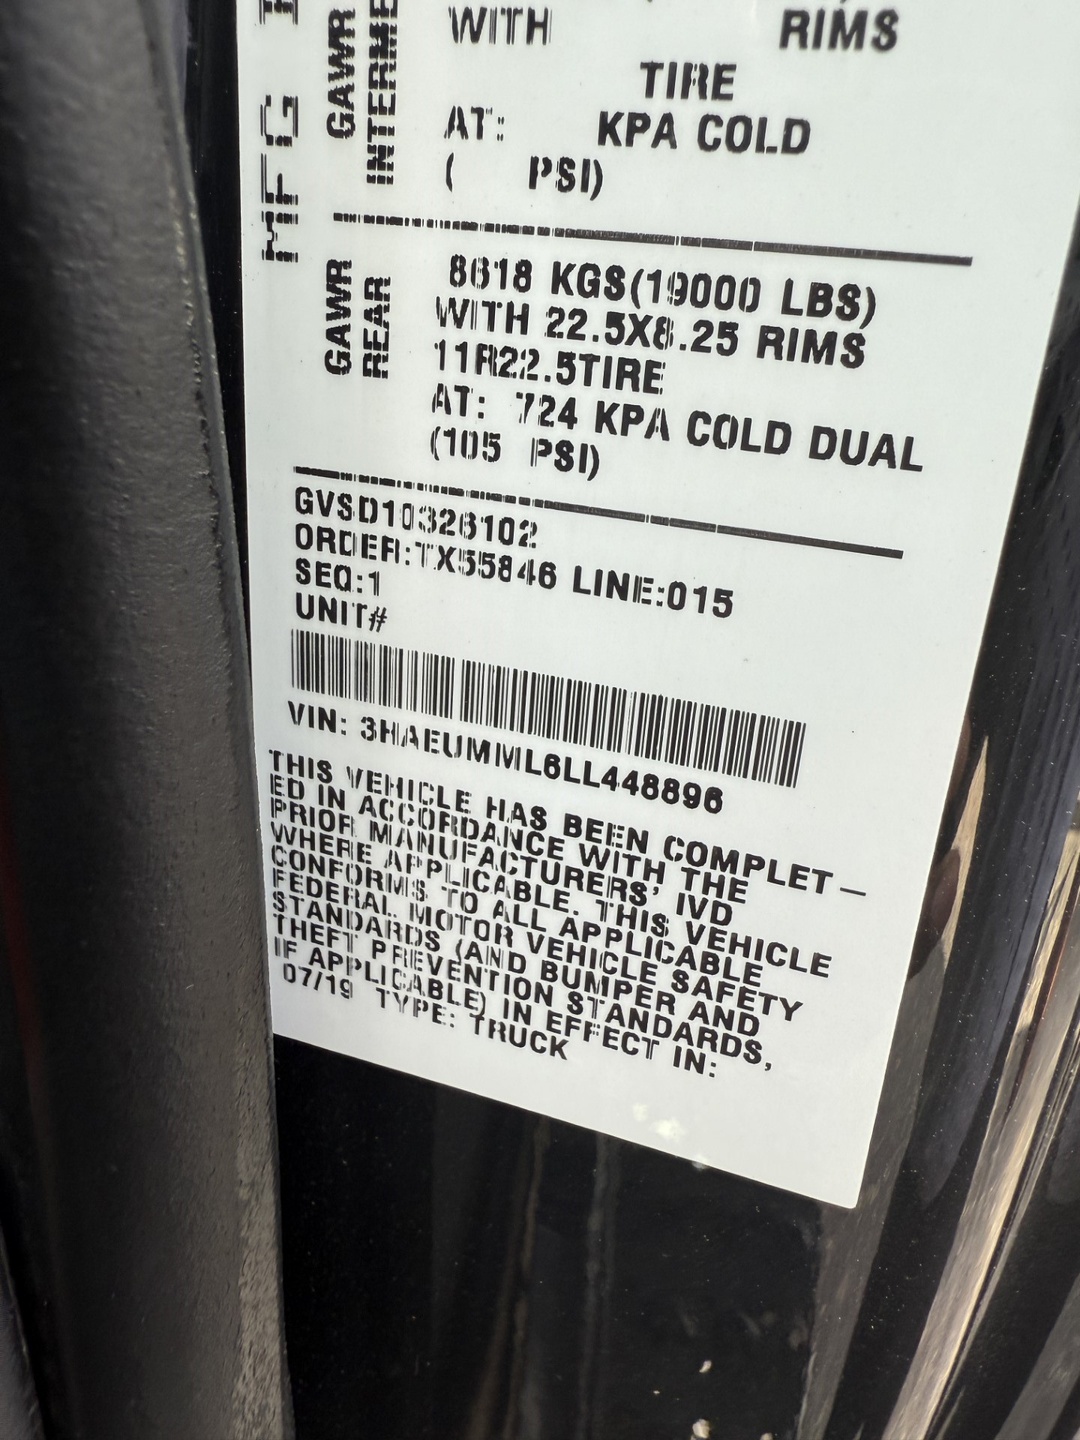 WITH RIMS
TIRE
AT: KPA COLD
( PSI)
MFG
GAWR
INTERME
GAWR
REAR
8618 KGS(19000 LBS)
WITH 22.5X8.25 RIMS
11R22.5TIRE
AT: 724 KPA COLD DUAL
(105 PSI)
GVSD10326102
ORDER:TX55846 LINE:015
SEQ:1
UNIT#
VIN: 3HAEUMML6LL448896
THIS VEHICLE HAS BEEN COMPLET-
ED IN ACCORDANCE WITH THE
PRIOR MANUFACTURERS' IVD
WHERE APPLICABLE. THIS VEHICLE
CONFORMS TO ALL APPLICABLE
FEDERAL MOTOR VEHICLE SAFETY
STANDARDS (AND BUMPER AND
THEFT PREVENTION STANDARDS,
IF APPLICABLE) IN EFFECT IN:
07/19 TYPE: TRUCK